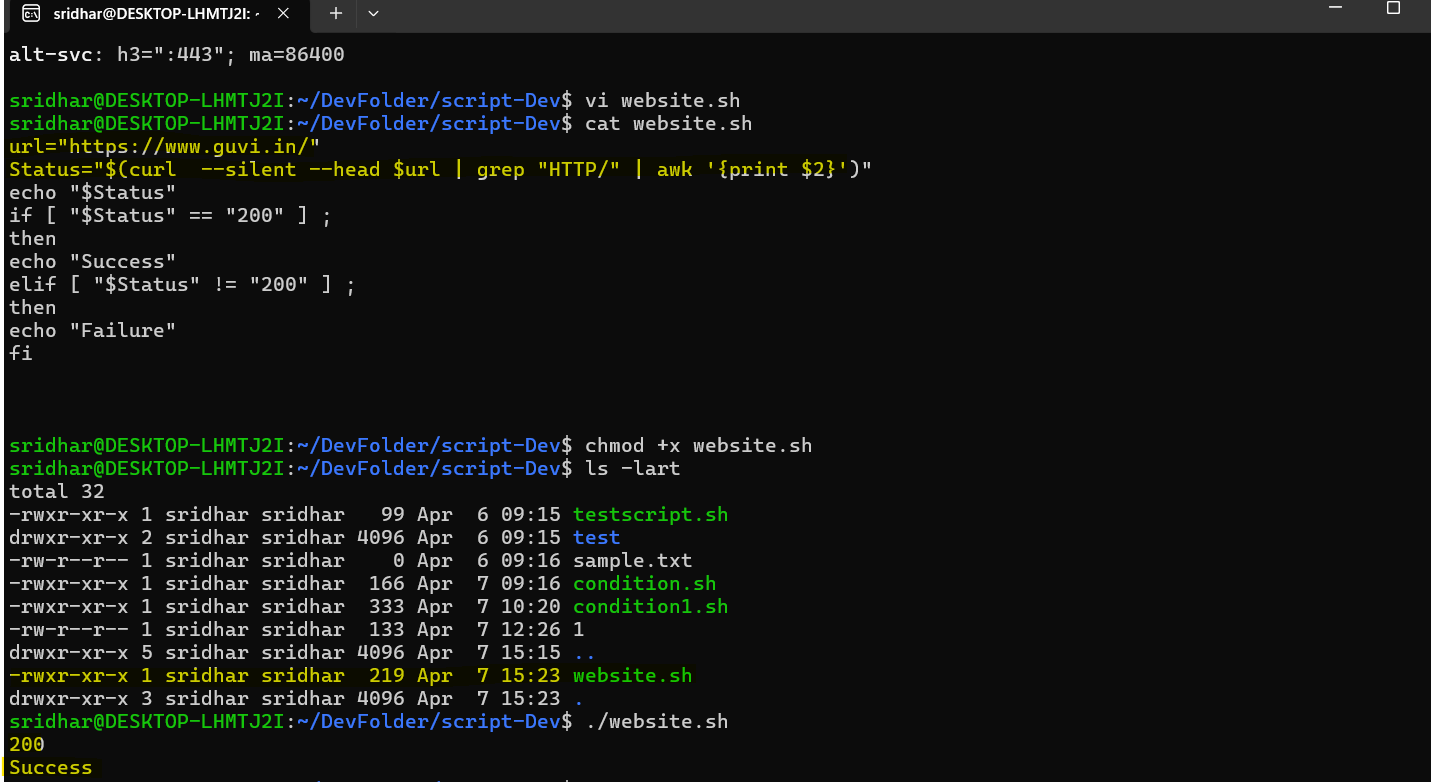 sridhar@DESKTOP-LHMTJ2I: ~
alt-svc: h3=":443"; ma=86400
sridhar@DESKTOP-LHMTJ2I:~/DevFolder/script-Dev$ vi website.sh
sridhar@DESKTOP-LHMTJ2I:~/DevFolder/script-Dev$ cat website.sh
url="https://www.guvi.in/"
Status="$(curl  --silent --head $url | grep "HTTP/" | awk '{print $2}')"
echo "$Status"
if [ "$Status" == "200" ] ;
then
echo "Success"
elif [ "$Status" != "200" ] ;
then
echo "Failure"
fi
sridhar@DESKTOP-LHMTJ2I:~/DevFolder/script-Dev$ chmod +x website.sh
sridhar@DESKTOP-LHMTJ2I:~/DevFolder/script-Dev$ ls -lart
total 32
-rwxr-xr-x 1 sridhar sridhar   99 Apr  6 09:15 testscript.sh
drwxr-xr-x 2 sridhar sridhar 4096 Apr  6 09:15 test
-rw-r--r-- 1 sridhar sridhar    0 Apr  6 09:16 sample.txt
-rwxr-xr-x 1 sridhar sridhar  166 Apr  7 09:16 condition.sh
-rwxr-xr-x 1 sridhar sridhar  333 Apr  7 10:20 condition1.sh
-rw-r--r-- 1 sridhar sridhar  133 Apr  7 12:26 1
drwxr-xr-x 5 sridhar sridhar 4096 Apr  7 15:15 ..
-rwxr-xr-x 1 sridhar sridhar  219 Apr  7 15:23 website.sh
drwxr-xr-x 3 sridhar sridhar 4096 Apr  7 15:23 .
sridhar@DESKTOP-LHMTJ2I:~/DevFolder/script-Dev$ ./website.sh
200
Success